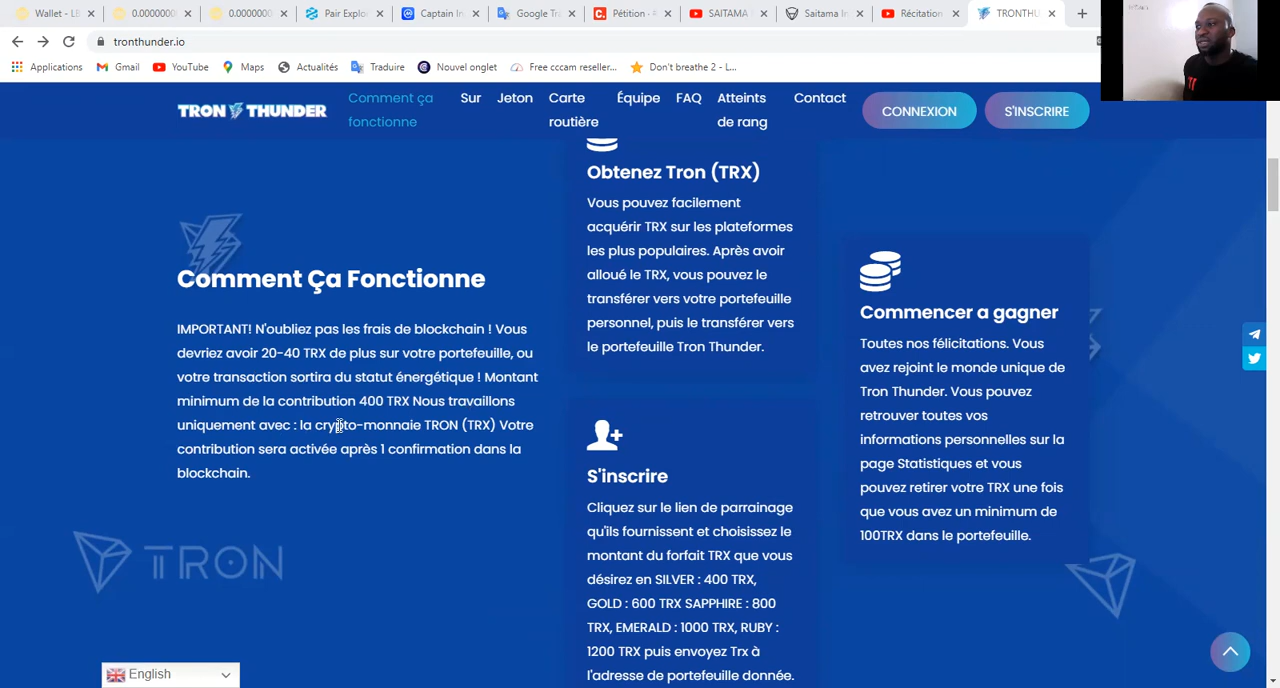 Wallet - LB
0.0000000
0.0000000
Pair Explo
Captain In
Google Tra
Pétition · #
SAITAMA
Saitama In
Récitation
TRONTHU
tronthunder.io
Applications
Gmail
YouTube
Maps
Actualités
Traduire
Nouvel onglet
Free cccam reseller...
Don't breathe 2 - L...
TRON THUNDER
Comment ça
fonctionne
Sur
Jeton
Carte
routière
Équipe
FAQ
Atteints
de rang
Contact
CONNEXION
S'INSCRIRE
Comment Ça Fonctionne
IMPORTANT! N'oubliez pas les frais de blockchain ! Vous
devriez avoir 20-40 TRX de plus sur votre portefeuille, ou
votre transaction sortira du statut énergétique ! Montant
minimum de la contribution 400 TRX Nous travaillons
uniquement avec : la crypto-monnaie TRON (TRX) Votre
contribution sera activée après 1 confirmation dans la
blockchain.
TRON
Obtenez Tron (TRX)
Vous pouvez facilement
acquérir TRX sur les plateformes
les plus populaires. Après avoir
alloué le TRX, vous pouvez le
transférer vers votre portefeuille
personnel, puis le transférer vers
le portefeuille Tron Thunder.
S'inscrire
Cliquez sur le lien de parrainage
qu'ils fournissent et choisissez le
montant du forfait TRX que vous
désirez en SILVER : 400 TRX,
GOLD : 600 TRX SAPPHIRE : 800
TRX, EMERALD : 1000 TRX, RUBY :
1200 TRX puis envoyez Trx à
l'adresse de portefeuille donnée.
Commencer a gagner
Toutes nos félicitations. Vous
avez rejoint le monde unique de
Tron Thunder. Vous pouvez
retrouver toutes vos
informations personnelles sur la
page Statistiques et vous
pouvez retirer votre TRX une fois
que vous avez un minimum de
100TRX dans le portefeuille.
English